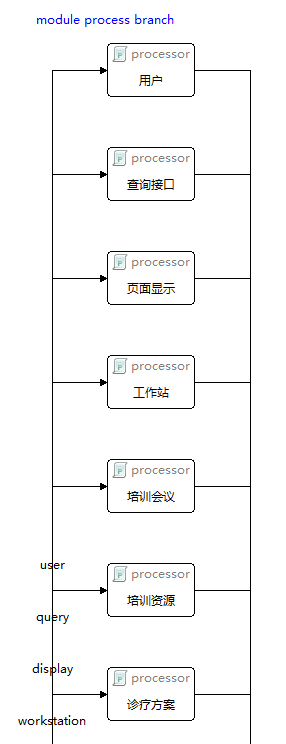 module process branch
processor
用户
processor
查询接口
processor
页面显示
processor
工作站
processor
培训会议
user
processor
培训资源
query
display
processor
诊疗方案
workstation